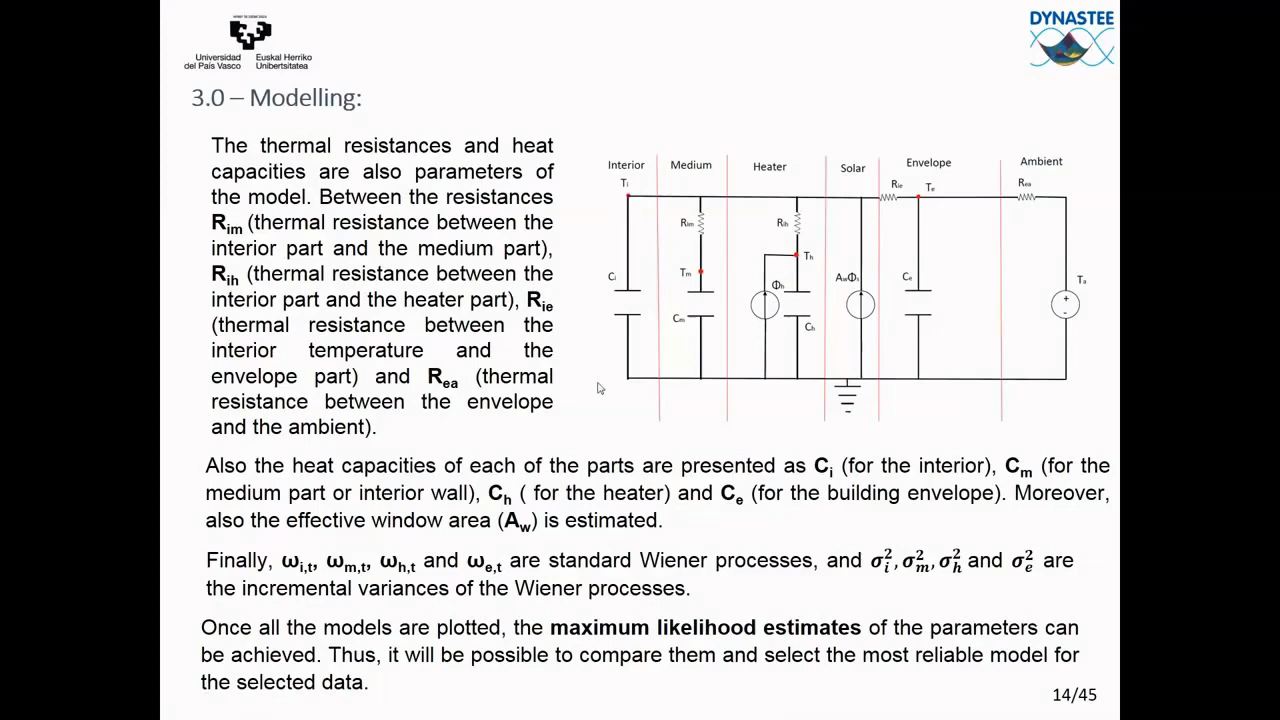 Universidad del País Vasco
Euskal Herriko Unibertsitatea
DYNASTEE
3.0 – Modelling:
The thermal resistances and heat
capacities are also parameters of
the model. Between the resistances
Rim (thermal resistance between the
interior part and the medium part),
Rih (thermal resistance between the
interior part and the heater part), Rie
(thermal resistance between the
interior temperature and the
envelope part) and Rea (thermal
resistance between the envelope
and the ambient).
Interior Medium Heater Solar Envelope Ambient
Ti Rie Te Rea
Rim Rih
Th
Tm
Ci Φh AwΦs Ce Ta
+
-
Cm Ch
Also the heat capacities of each of the parts are presented as Ci (for the interior), Cm (for the
medium part or interior wall), Ch ( for the heater) and Ce (for the building envelope). Moreover,
also the effective window area (Aw) is estimated.
Finally, ωi,t, ωm,t, ωh,t and ωe,t are standard Wiener processes, and σi², σm², σh² and σe² are
the incremental variances of the Wiener processes.
Once all the models are plotted, the maximum likelihood estimates of the parameters can
be achieved. Thus, it will be possible to compare them and select the most reliable model for
the selected data.
14/45